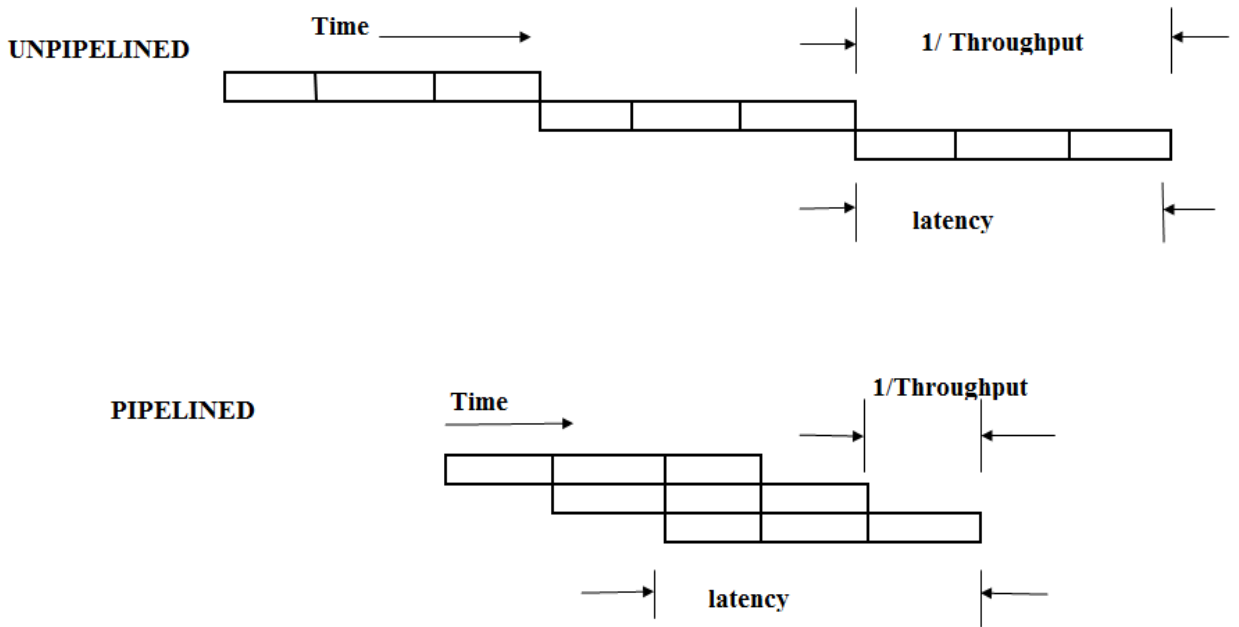 UNPIPELINED
Time
1/ Throughput
latency
PIPELINED
Time
1/Throughput
latency